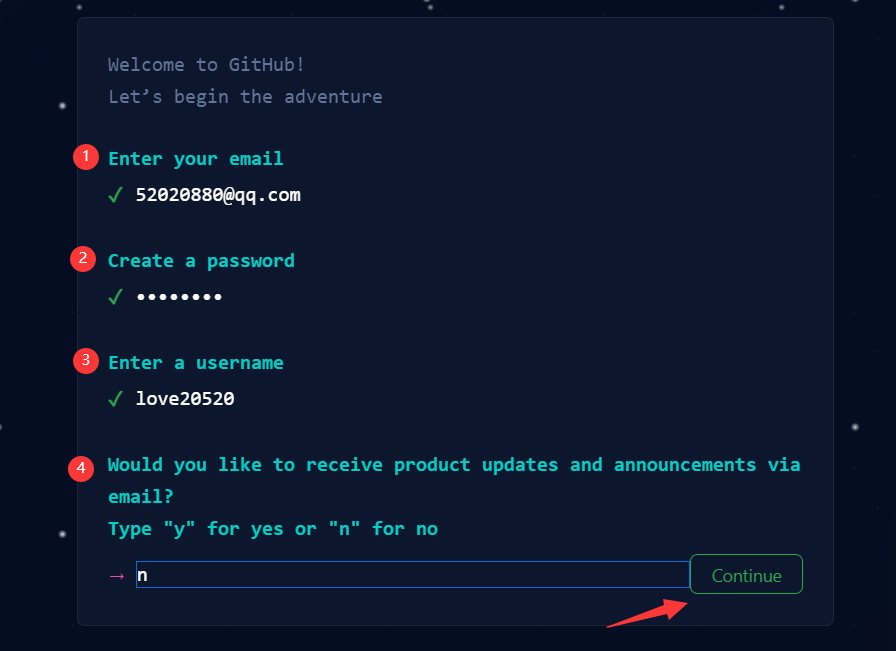 Welcome to GitHub!
Let’s begin the adventure
1 Enter your email
✓ 52020880@qq.com
2 Create a password
✓ ••••••••
3 Enter a username
✓ love20520
4 Would you like to receive product updates and announcements via
email?
Type "y" for yes or "n" for no
→ n Continue